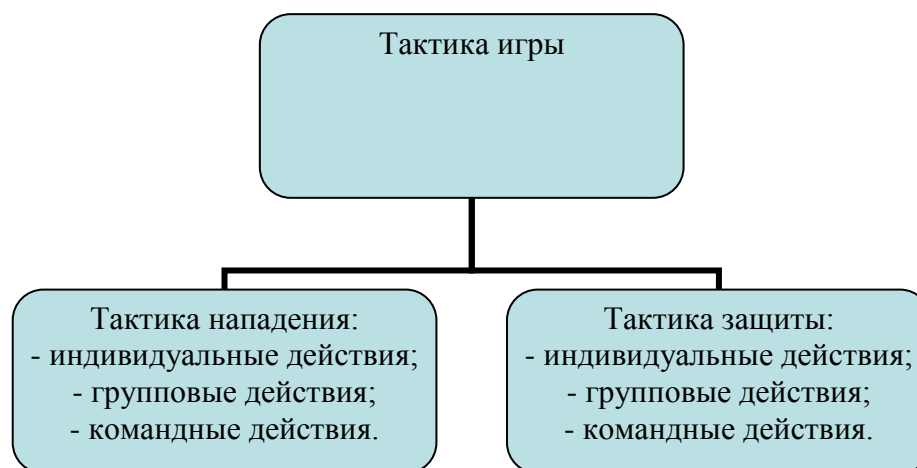 Тактика игры
Тактика нападения:
- индивидуальные действия;
- групповые действия;
- командные действия.
Тактика защиты:
- индивидуальные действия;
- групповые действия;
- командные действия.